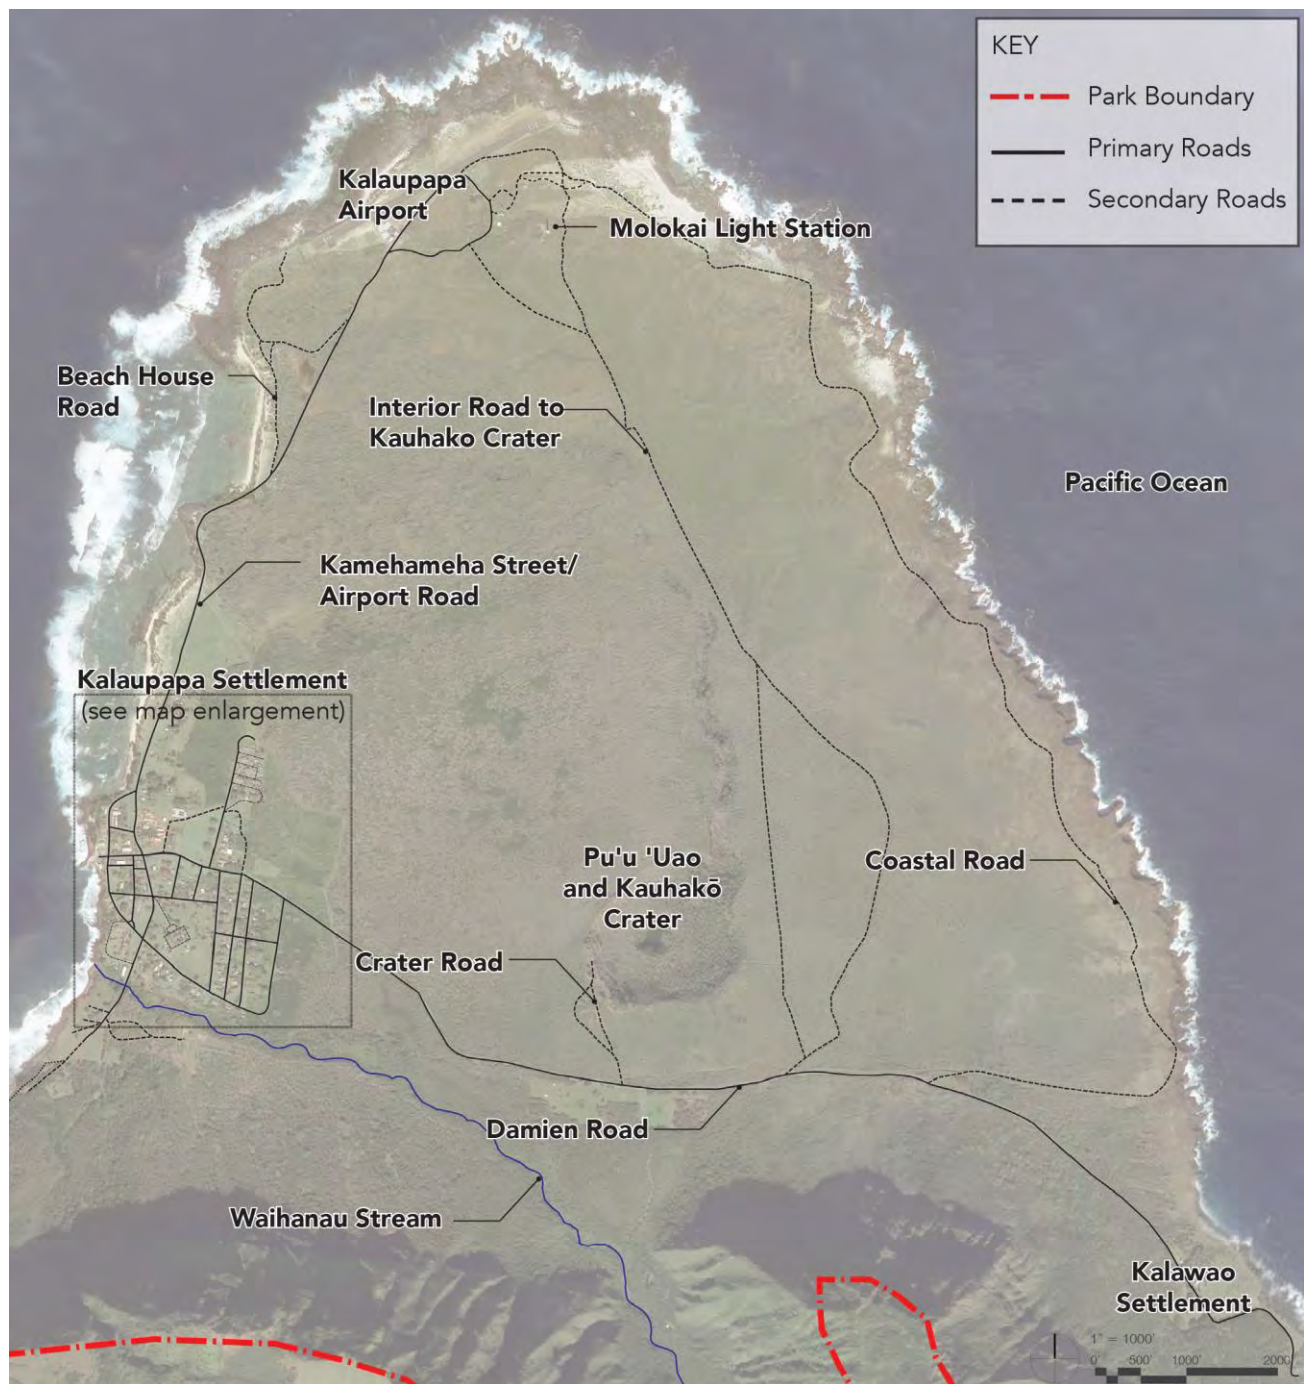 KEY
Park Boundary
Primary Roads
Secondary Roads
Kalaupapa
Airport
Molokai Light Station
Beach House
Road
Interior Road to
Kauhako Crater
Pacific Ocean
Kamehameha Street/
Airport Road
Kalaupapa Settlement
(see map enlargement)
Pu'u 'Uao
and Kauhakō
Crater
Coastal Road
Crater Road
Damien Road
Waihanau Stream
Kalawao
Settlement
1" = 1000'
0' 500' 1000' 2000'